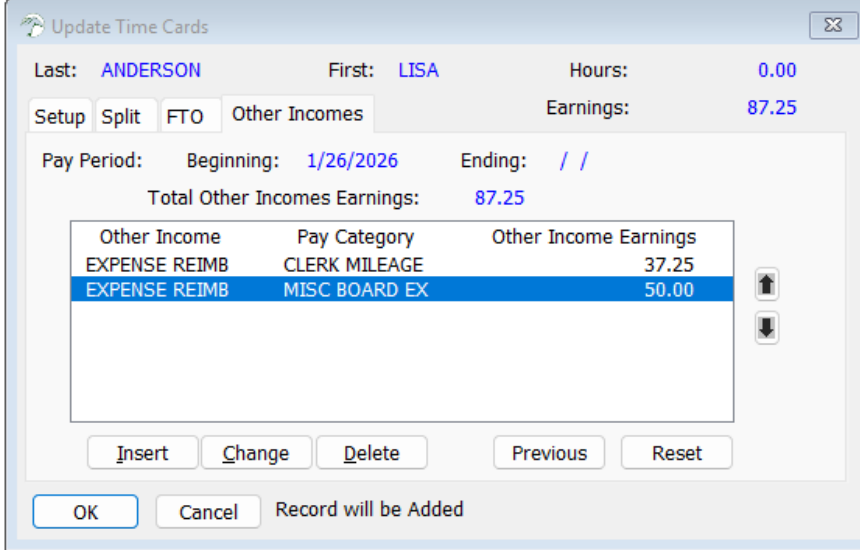 Update Time Cards
Last: ANDERSON First: LISA Hours: 0.00
Setup Split FTO Other Incomes Earnings: 87.25
Pay Period: Beginning: 1/26/2026 Ending: / /
Total Other Incomes Earnings: 87.25
Other Income Pay Category Other Income Earnings
EXPENSE REIMB CLERK MILEAGE 37.25
EXPENSE REIMB MISC BOARD EX 50.00
Insert Change Delete Previous Reset
OK Cancel Record will be Added